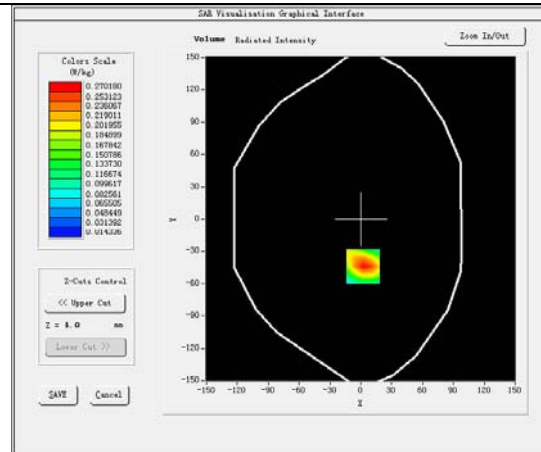 SAR Visualisation Graphical Interface
Volume Radiated Intensity
Zoom In/Out
Colors Scale
(W/kg)
0.270180
0.253123
0.236067
0.219011
0.201955
0.184899
0.167842
0.150786
0.133730
0.116674
0.099617
0.082561
0.065505
0.048449
0.031392
0.014336
Z-Cuts Control
<< Upper Cut
Z = 4.0 mm
Lower Cut >>
SAVE
Cancel
150
120
90
60
30
0
-30
-60
-90
-120
-150
Y
-150 -120 -90 -60 -30 0 30 60 90 120 150
X